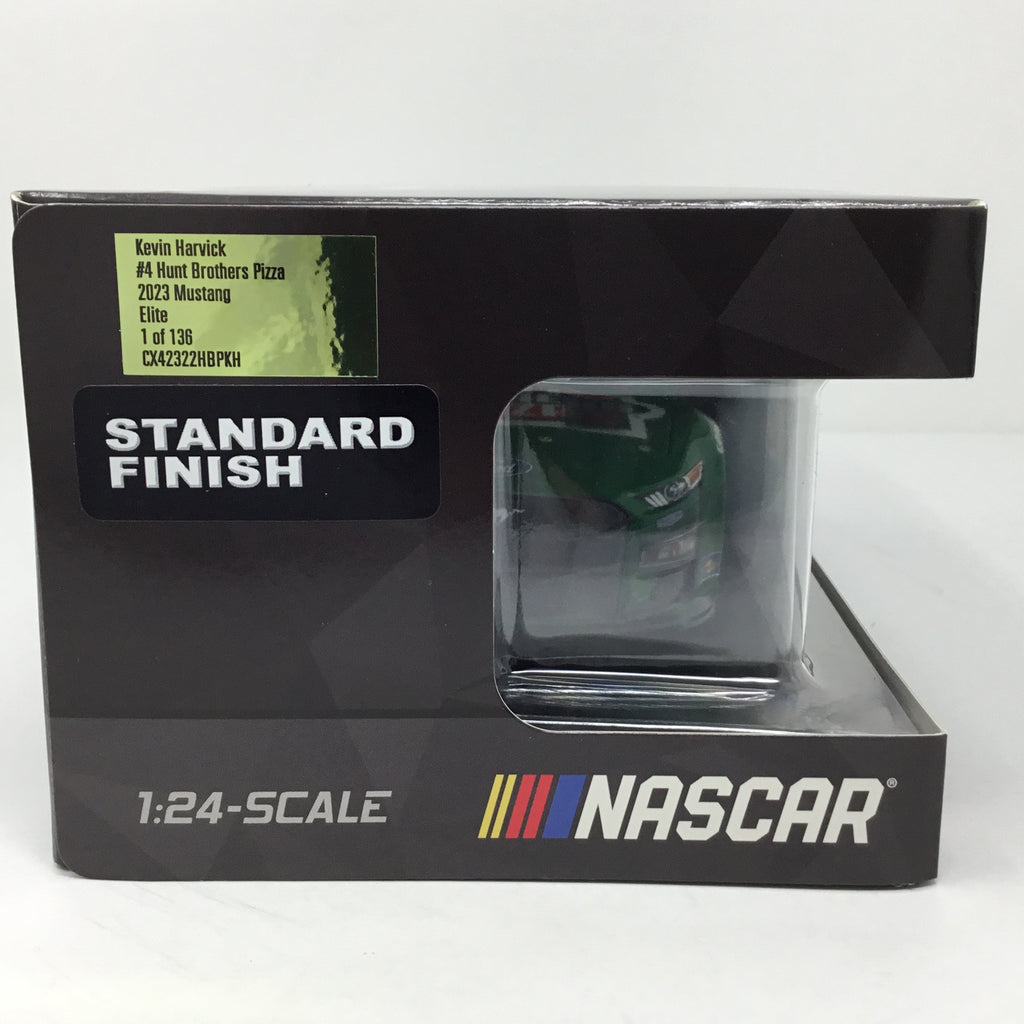 Kevin Harvick
#4 Hunt Brothers Pizza
2023 Mustang
Elite
1 of 136
CX42322HBPKH
STANDARD
FINISH
1:24-SCALE
NASCAR®